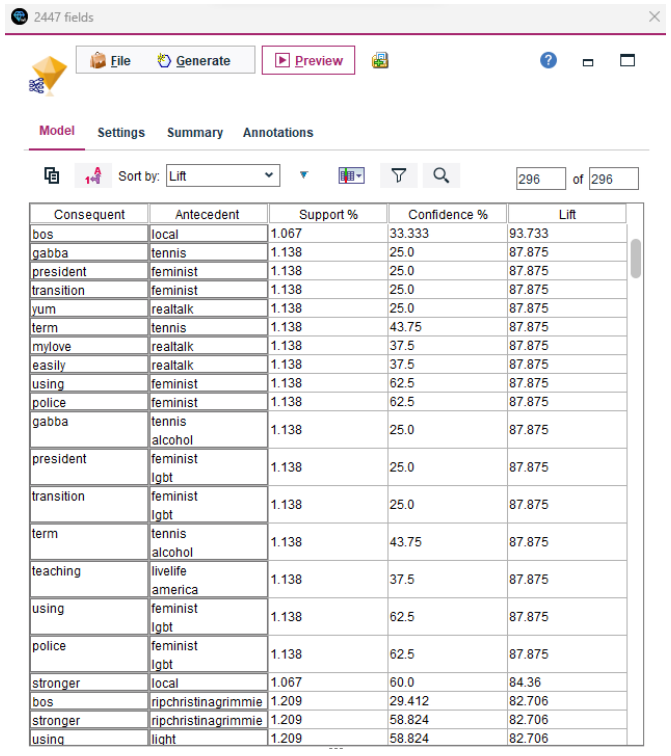 2447 fields
File Generate Preview
Model Settings Summary Annotations
Sort by: Lift 296 of 296
Consequent Antecedent Support % Confidence % Lift
bos local 1.067 33.333 93.733
gabba tennis 1.138 25.0 87.875
president feminist 1.138 25.0 87.875
transition feminist 1.138 25.0 87.875
yum realtalk 1.138 25.0 87.875
term tennis 1.138 43.75 87.875
mylove realtalk 1.138 37.5 87.875
easily realtalk 1.138 37.5 87.875
using feminist 1.138 62.5 87.875
police feminist 1.138 62.5 87.875
gabba tennis
alcohol 1.138 25.0 87.875
president feminist
lgbt 1.138 25.0 87.875
transition feminist
lgbt 1.138 25.0 87.875
term tennis
alcohol 1.138 43.75 87.875
teaching livelife
america 1.138 37.5 87.875
using feminist
lgbt 1.138 62.5 87.875
police feminist
lgbt 1.138 62.5 87.875
stronger local 1.067 60.0 84.36
bos ripchristinagrimmie 1.209 29.412 82.706
stronger ripchristinagrimmie 1.209 58.824 82.706
using light 1.209 58.824 82.706